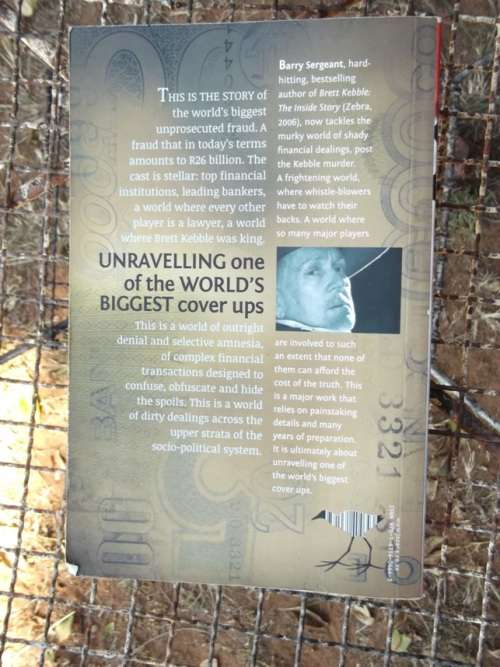 THIS IS THE STORY of
the world's biggest
unprosecuted fraud. A
fraud that in today's terms
amounts to R26 billion. The
cast is stellar: top financial
institutions, leading bankers,
a world where every other
player is a lawyer, a world
where Brett Kebble was king.
UNRAVELLING one
of the WORLD'S
BIGGEST cover ups
This is a world of outright
denial and selective amnesia,
of complex financial
transactions designed to
confuse, obfuscate and hide
the spoils. This is a world
of dirty dealings across the
upper strata of the
socio-political system.
Barry Sergeant, hard-
hitting, bestselling
author of Brett Kebble:
The Inside Story (Zebra,
2006), now tackles the
murky world of shady
financial dealings, post
the Kebble murder.
A frightening world,
where whistle-blowers
have to watch their
backs. A world where
so many major players
are involved to such
an extent that none of
them can afford the
cost of the truth. This
is a major work that
relies on painstaking
details and many
years of preparation.
It is ultimately about
unravelling one of
the world's biggest
cover ups.
3321